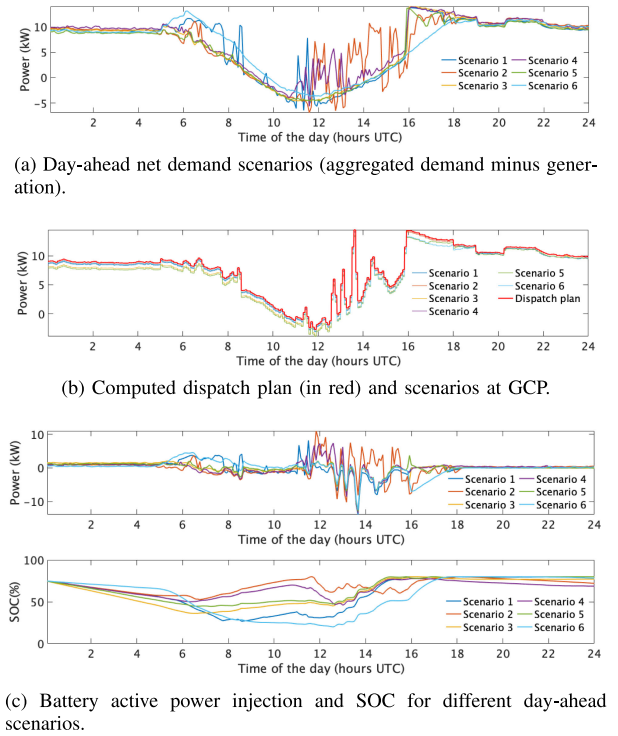 10
5
0
-5
Power (kW)
Scenario 1
Scenario 2
Scenario 3
Scenario 4
Scenario 5
Scenario 6
2 4 6 8 10 12 14 16 18 20 22 24
Time of the day (hours UTC)
(a) Day-ahead net demand scenarios (aggregated demand minus gener-
ation).
10
5
0
Power (kW)
Scenario 1
Scenario 2
Scenario 3
Scenario 4
Scenario 5
Scenario 6
Dispatch plan
2 4 6 8 10 12 14 16 18 20 22 24
Time of the day (hours UTC)
(b) Computed dispatch plan (in red) and scenarios at GCP.
10
0
-10
Power (kW)
Scenario 1
Scenario 2
Scenario 3
Scenario 4
Scenario 5
Scenario 6
2 4 6 8 10 12 14 16 18 20 22 24
Time of the day (hours UTC)
100
50
0
SOC(%)
Scenario 1
Scenario 2
Scenario 3
Scenario 4
Scenario 5
Scenario 6
2 4 6 8 10 12 14 16 18 20 22 24
Time of the day (hours UTC)
(c) Battery active power injection and SOC for different day-ahead
scenarios.